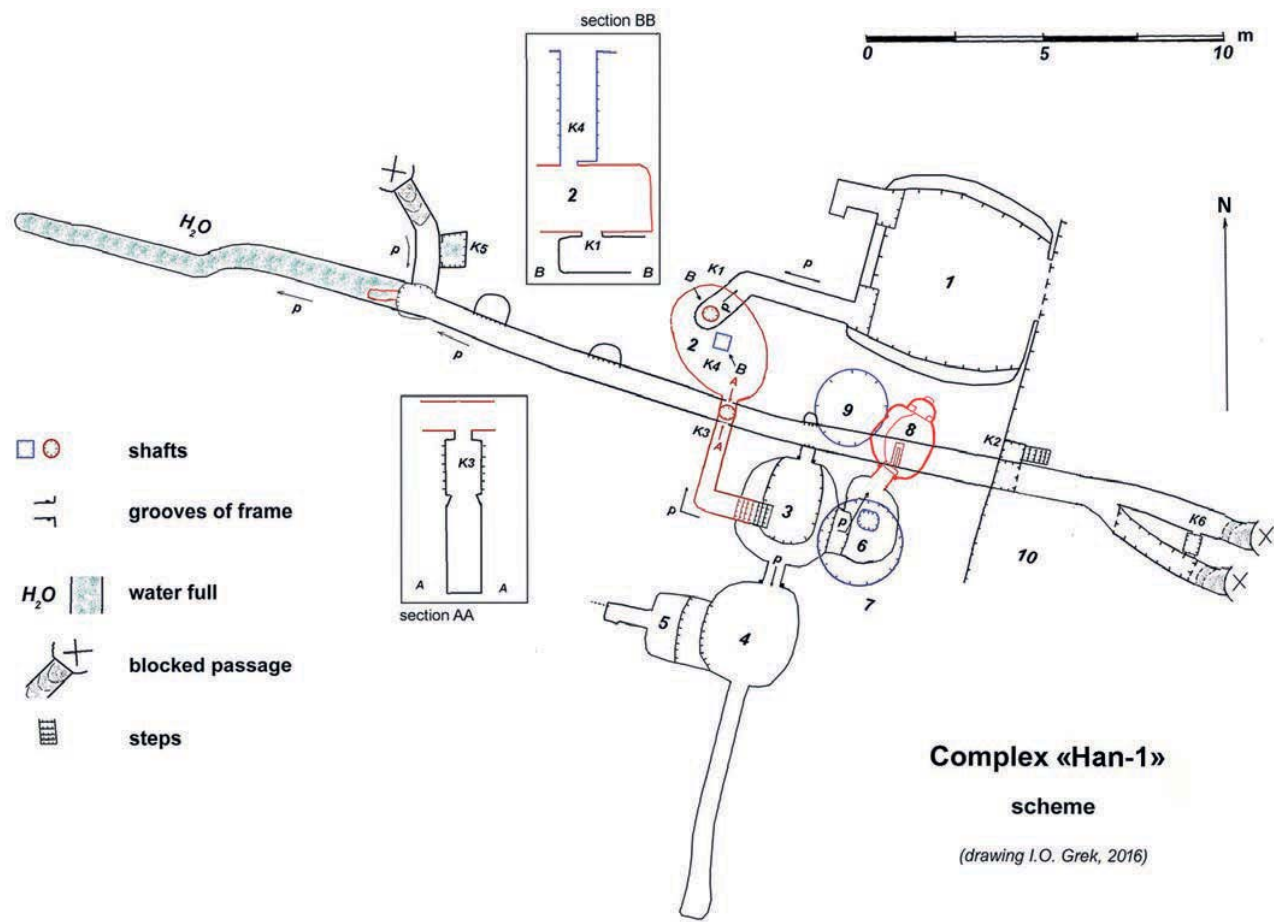 section BB
0 5 10 m
K4
2
K1
B B
H₂O
p
K5
p
p
N
p
K1
B
p
1
2
K4
B
A
K3
A
9
8
K2
3
p
p
6
K6
10
7
p
5
4
K3
A A
section AA
shafts
grooves of frame
H₂O water full
blocked passage
steps
Complex «Han-1»
scheme
(drawing I.O. Grek, 2016)